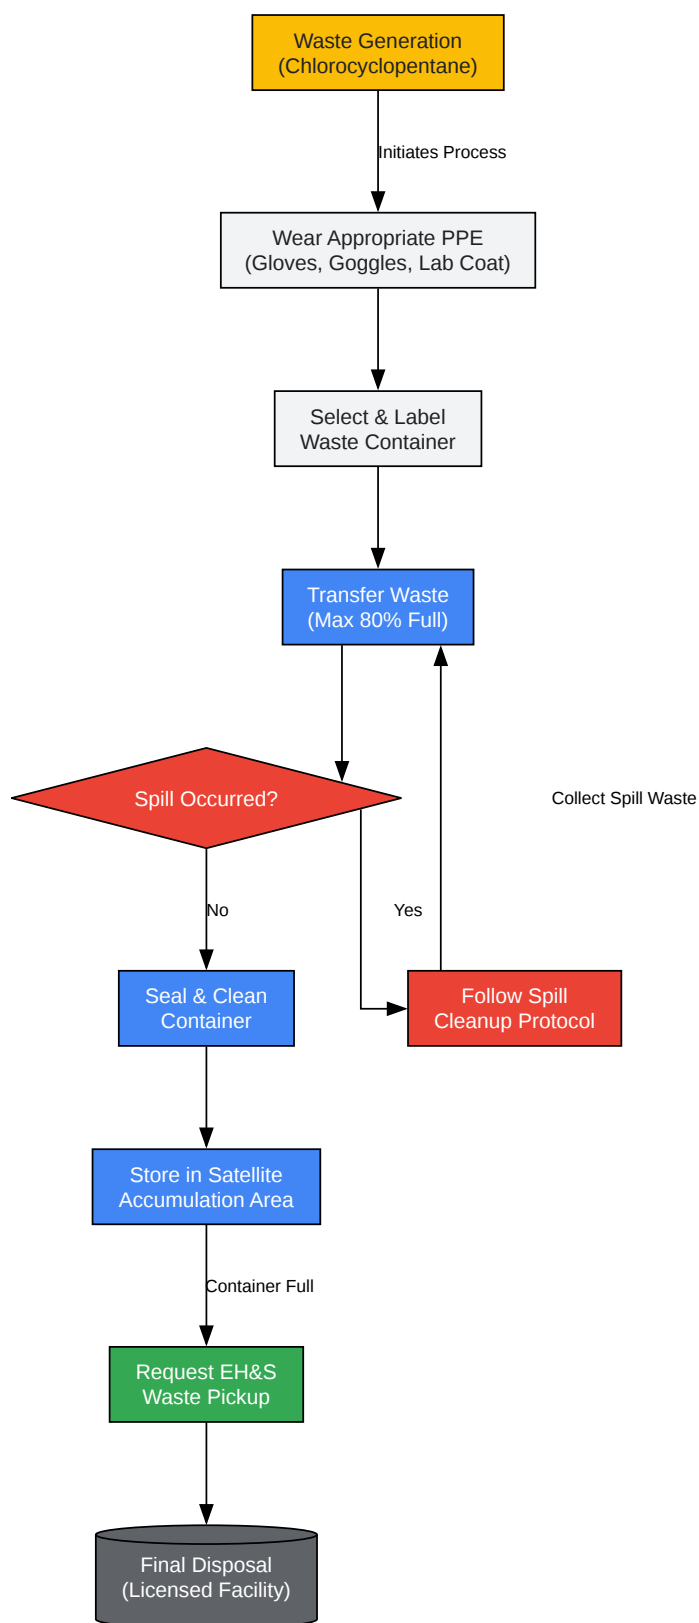 Waste Generation
(Chlorocyclopentane)
Initiates Process
Wear Appropriate PPE
(Gloves, Goggles, Lab Coat)
Select & Label
Waste Container
Transfer Waste
(Max 80% Full)
Spill Occurred?
Collect Spill Waste
No
Yes
Seal & Clean
Container
Follow Spill
Cleanup Protocol
Store in Satellite
Accumulation Area
Container Full
Request EH&S
Waste Pickup
Final Disposal
(Licensed Facility)